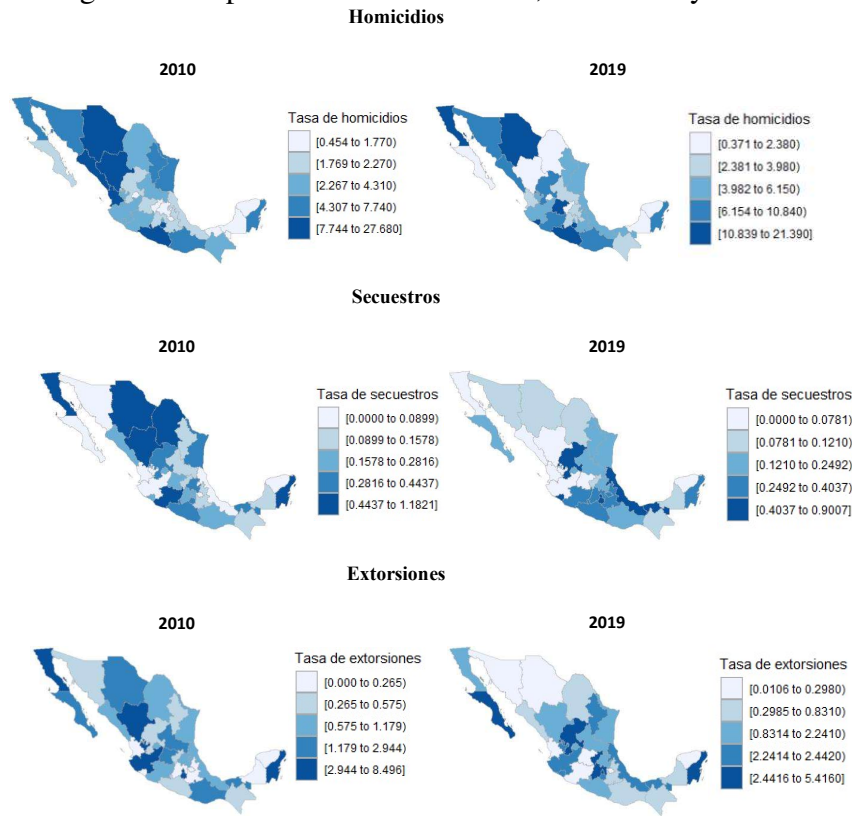 Homicidios
2010
2019
Tasa de homicidios
[0.454 to 1.770)
[1.769 to 2.270)
[2.267 to 4.310)
[4.307 to 7.740)
[7.744 to 27.680]
Tasa de homicidios
[0.371 to 2.380)
[2.381 to 3.980)
[3.982 to 6.150)
[6.154 to 10.840)
[10.839 to 21.390]
Secuestros
2010
2019
Tasa de secuestros
[0.0000 to 0.0899)
[0.0899 to 0.1578)
[0.1578 to 0.2816)
[0.2816 to 0.4437)
[0.4437 to 1.1821]
Tasa de secuestros
[0.0000 to 0.0781)
[0.0781 to 0.1210)
[0.1210 to 0.2492)
[0.2492 to 0.4037)
[0.4037 to 0.9007]
Extorsiones
2010
2019
Tasa de extorsiones
[0.000 to 0.265)
[0.265 to 0.575)
[0.575 to 1.179)
[1.179 to 2.944)
[2.944 to 8.496]
Tasa de extorsiones
[0.0106 to 0.2980)
[0.2985 to 0.8310)
[0.8314 to 2.2410)
[2.2414 to 2.4420)
[2.4416 to 5.4160]